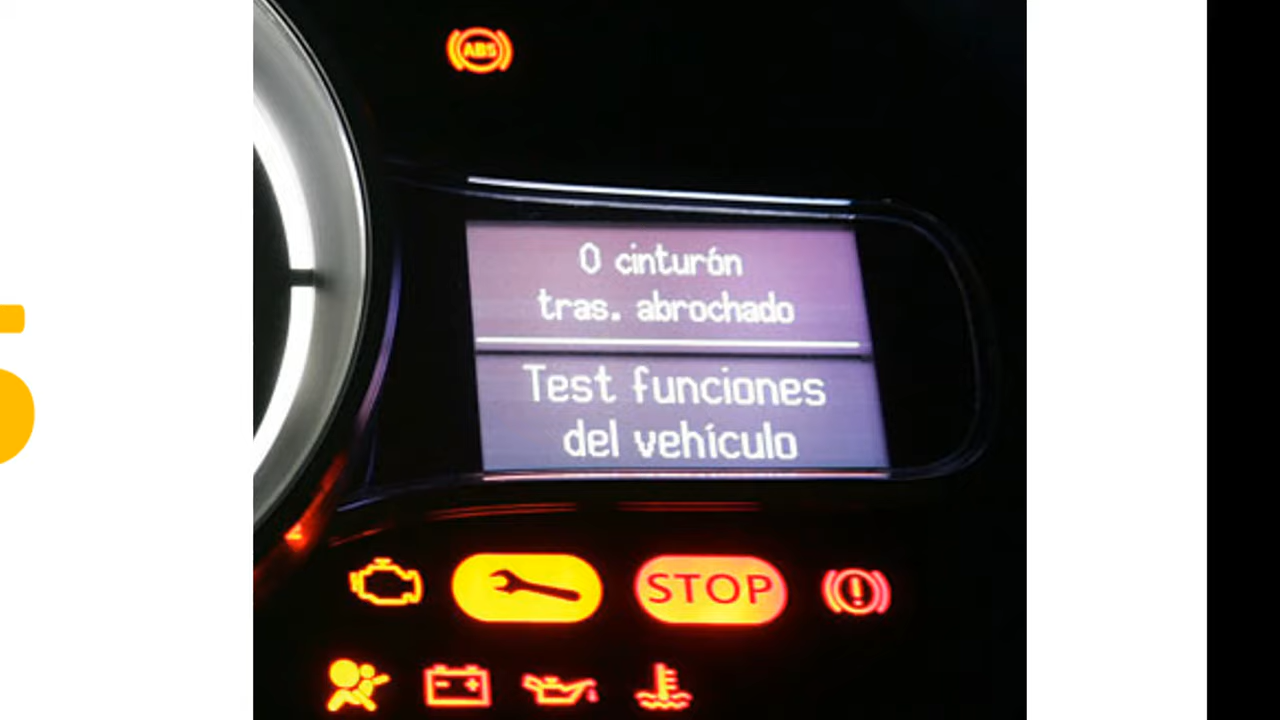 ABS
0 cinturón
tras. abrochado
Test funciones
del vehículo
STOP